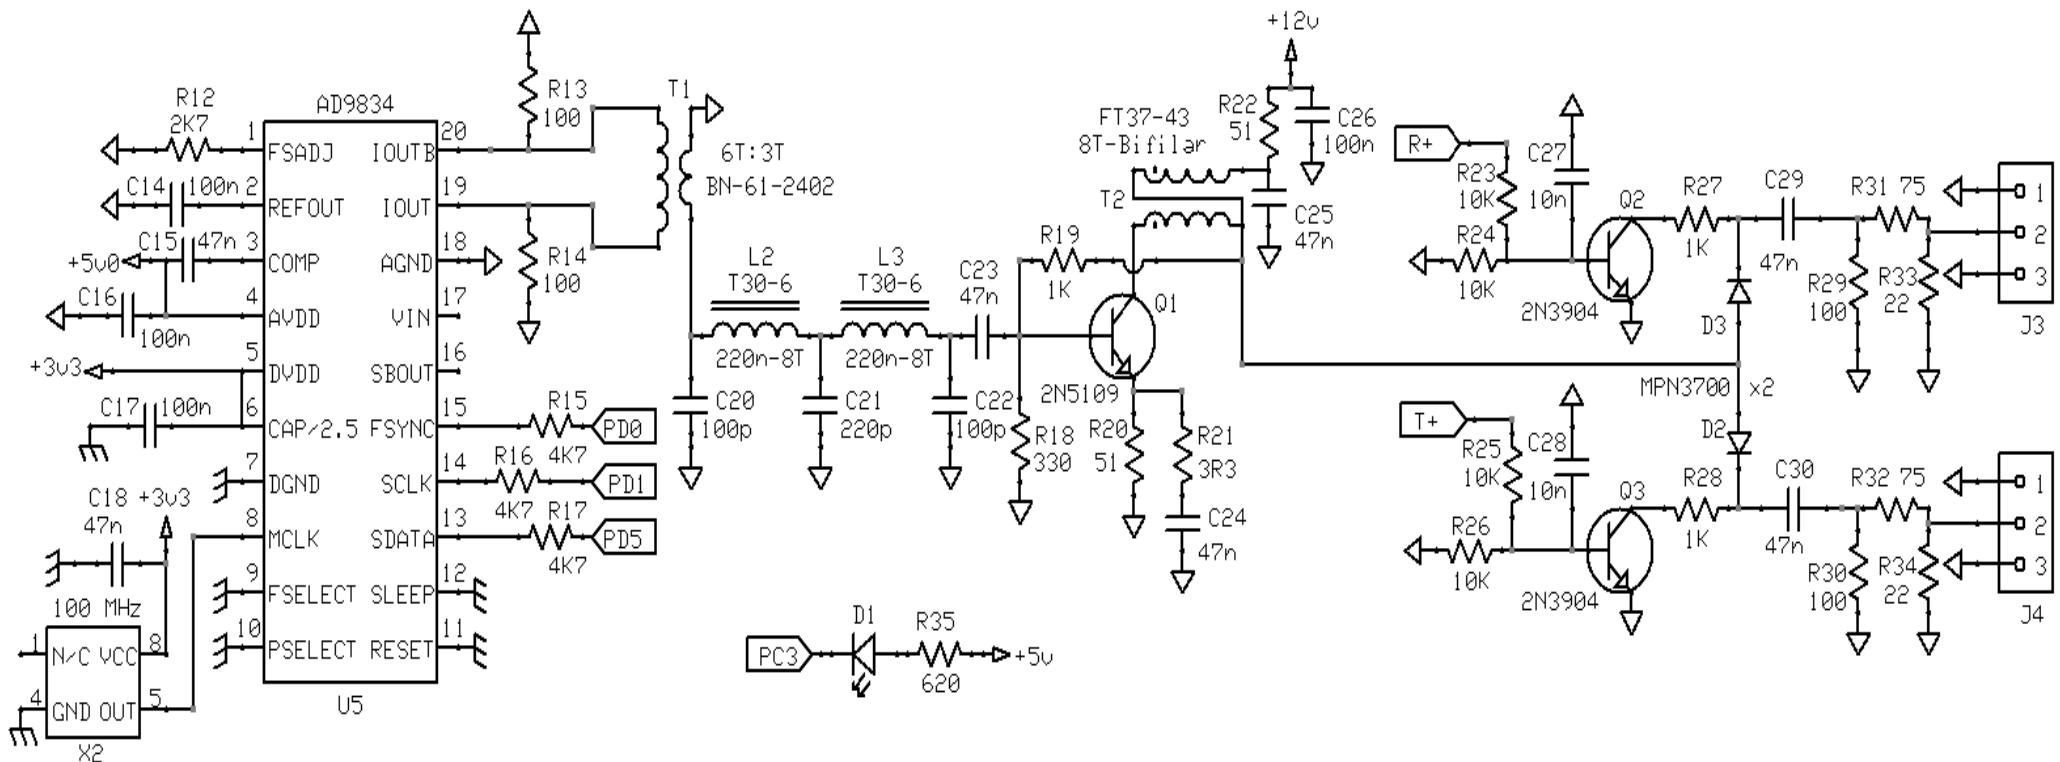 +12v
R12
2K7
AD9834
R13
100
T1
6T:3T
BN-61-2402
FT37-43
8T-Bifilar
R22
51
C26
100n
T2
C25
47n
1
FSADJ
IOUTB
20
C14
100n
2
REFOUT
IOUT
19
C15
47n
+5v0
3
COMP
AGND
18
R14
100
C16
100n
4
AVDD
VIN
17
+3v3
5
DVDD
SBOUT
16
C17
100n
6
CAP/2.5
FSYNC
15
R15
4K7
PD0
7
DGND
SCLK
14
R16
4K7
PD1
C18
47n
+3v3
8
MCLK
SDATA
13
R17
4K7
PD5
9
FSELECT
SLEEP
12
10
PSELECT
RESET
11
U5
100 MHz
1
N/C
VCC
8
4
GND
OUT
5
X2
L2
T30-6
220n-8T
L3
T30-6
220n-8T
C20
100p
C21
220p
C22
100p
C23
47n
R19
1K
Q1
2N5109
R18
330
R20
51
R21
3R3
C24
47n
PC3
D1
R35
620
+5v
R+
R23
10K
R24
10K
C27
10n
Q2
2N3904
R27
1K
C29
47n
R31 75
R29
100
R33
22
1
2
3
J3
D3
MPN3700 x2
D2
T+
R25
10K
R26
10K
C28
10n
Q3
2N3904
R28
1K
C30
47n
R32 75
R30
100
R34
22
1
2
3
J4